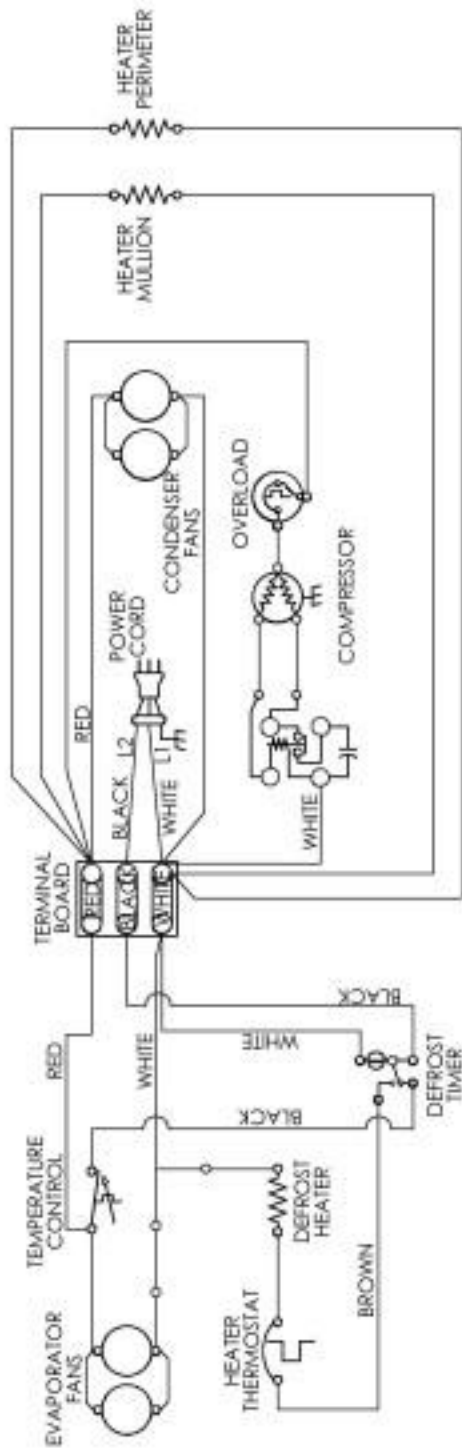 HEATER
PERIMETER
HEATER
MULLION
CONDENSER
FANS
OVERLOAD
COMPRESSOR
POWER
CORD
L2
L1
RED
BLACK
WHITE
WHITE
TERMINAL
BOARD
RED
BLACK
WHITE
RED
WHITE
WHITE
BLACK
BLACK
TEMPERATURE
CONTROL
DEFROST
TIMER
DEFROST
HEATER
BROWN
HEATER
THERMOSTAT
EVAPORATOR
FANS